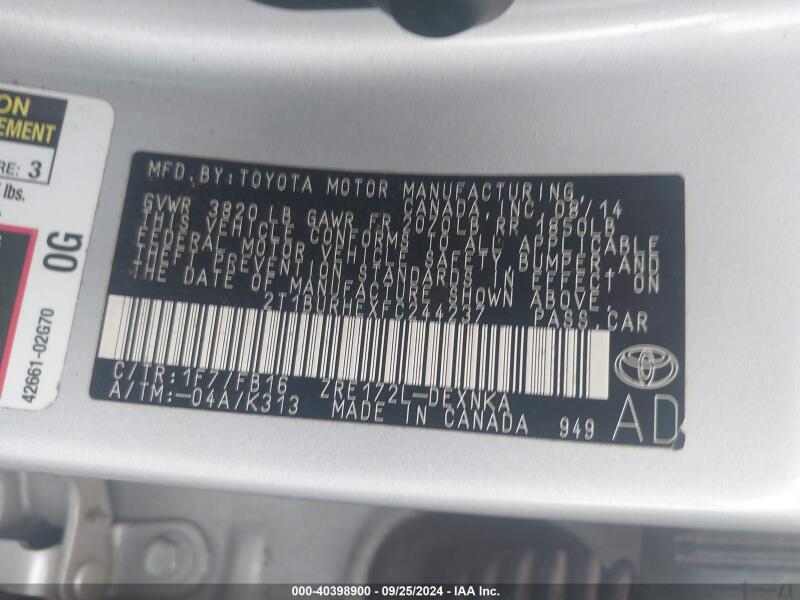 ON
EMENT
RE: 3
lbs.
0G
42661-02G70
MFD.BY:TOYOTA MOTOR MANUFACTURING,
CANADA,INC. 08/14
GVWR 3820 LB GAWR FR 2020LB,RR 1850LB
THIS VEHICLE CONFORMS TO ALL APPLICABLE
FEDERAL MOTOR VEHICLE SAFETY,BUMPER,AND
THEFT PREVENTION STANDARDS IN EFFECT ON
THE DATE OF MANUFACTURE SHOWN ABOVE.
2T1BURHEXFC244237 PASS.CAR
C/TR:1F7/FB16 ZRE172L-DEXNKA
A/TM:-04A/K313 MADE IN CANADA 949
AD
000-40398900 / 09/25/2024 - IAA Inc.